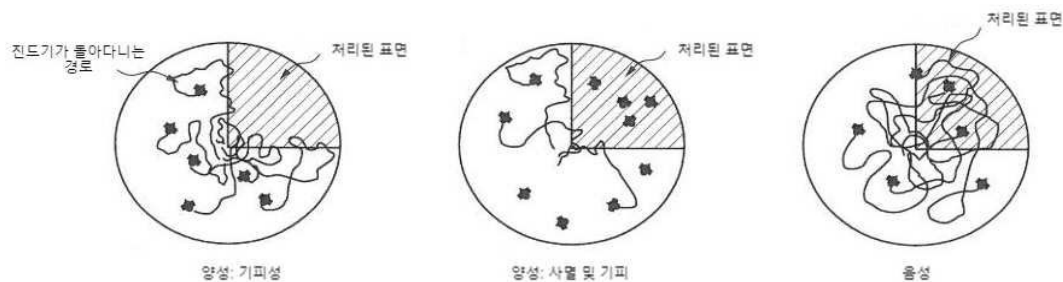 진드기가 돌아다니는
경로
처리된 표면
양성: 기피성
처리된 표면
양성: 사멸 및 기피
처리된 표면
음성